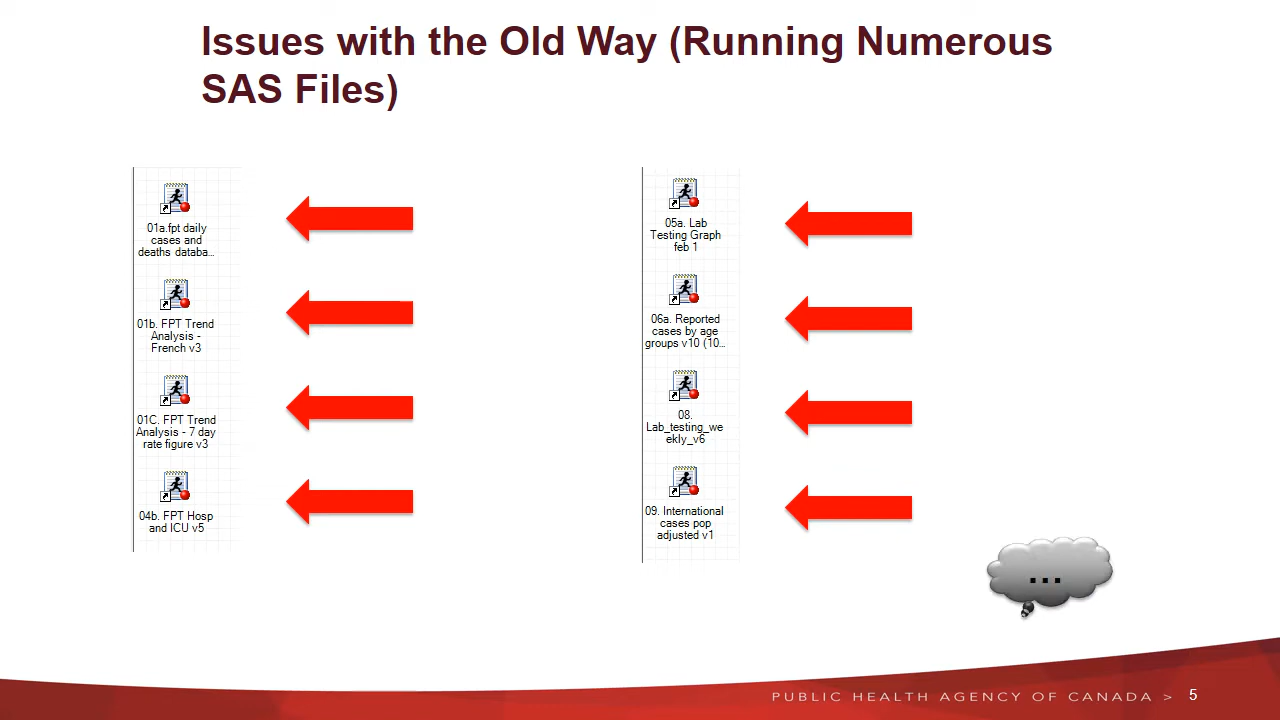 Issues with the Old Way (Running Numerous
SAS Files)
01a.fpt daily
cases and
deaths databa...
01b. FPT Trend
Analysis -
French v3
01C. FPT Trend
Analysis - 7 day
rate figure v3
04b. FPT Hosp
and ICU v5
05a. Lab
Testing Graph
feb 1
06a. Reported
cases by age
groups v10 (10...
08.
Lab_testing_we
ekly_v6
09. International
cases pop
adjusted v1
...
PUBLIC HEALTH AGENCY OF CANADA > 5